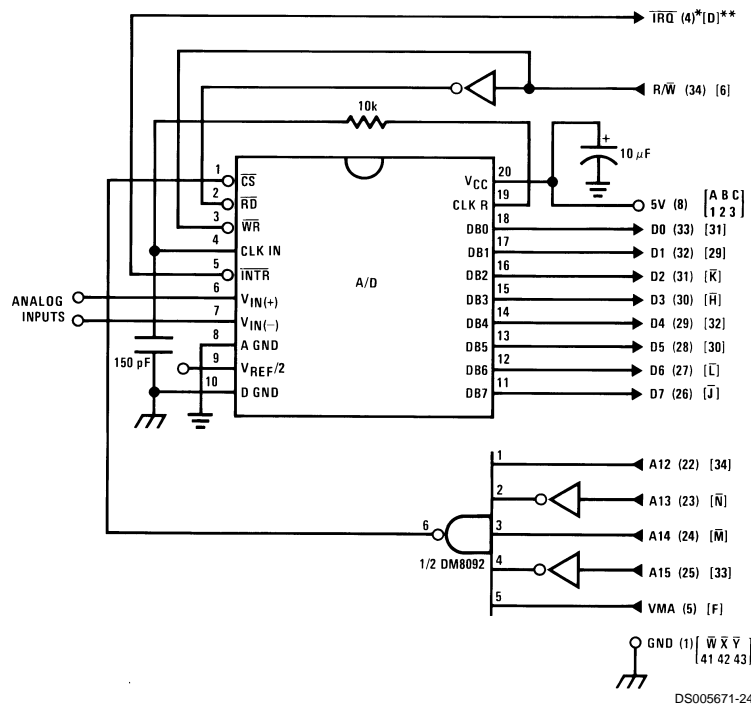 I̅R̅Q̅ (4)*[D]**
R/W̅ (34) [6]
10k
+
10 μF
1 C̅S̅
2 R̅D̅
3 W̅R̅
4 CLK IN
5 I̅N̅T̅R̅
6 VIN(+)
7 VIN(−)
8 A GND
9 VREF/2
10 D GND
A/D
ANALOG
INPUTS
150 pF
VCC 20
CLK R 19
DB0 18
DB1 17
DB2 16
DB3 15
DB4 14
DB5 13
DB6 12
DB7 11
5V (8) [A B C
1 2 3]
D0 (33) [31]
D1 (32) [29]
D2 (31) [K̅]
D3 (30) [H̅]
D4 (29) [32]
D5 (28) [30]
D6 (27) [L̅]
D7 (26) [J̅]
1 A12 (22) [34]
2 A13 (23) [N̅]
3 A14 (24) [M̅]
4 A15 (25) [33]
5 VMA (5) [F]
6
1/2 DM8092
GND (1) [W̅ X̅ Y̅
41 42 43]
DS005671-24